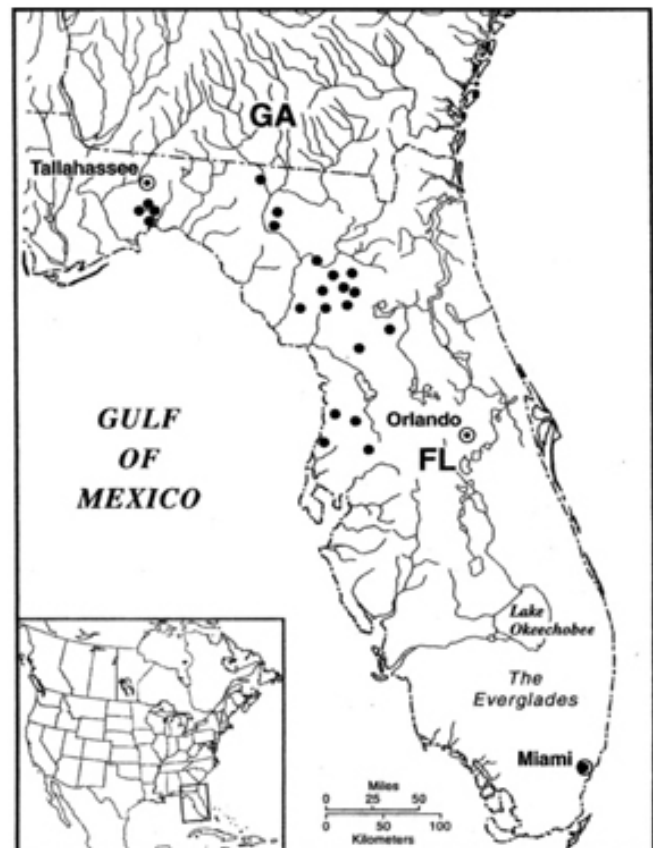 GA
Tallahassee
GULF
OF
MEXICO
Orlando
FL
Lake
Okeechobee
The
Everglades
Miami
Miles
0 25 50
0 50 100
Kilometers